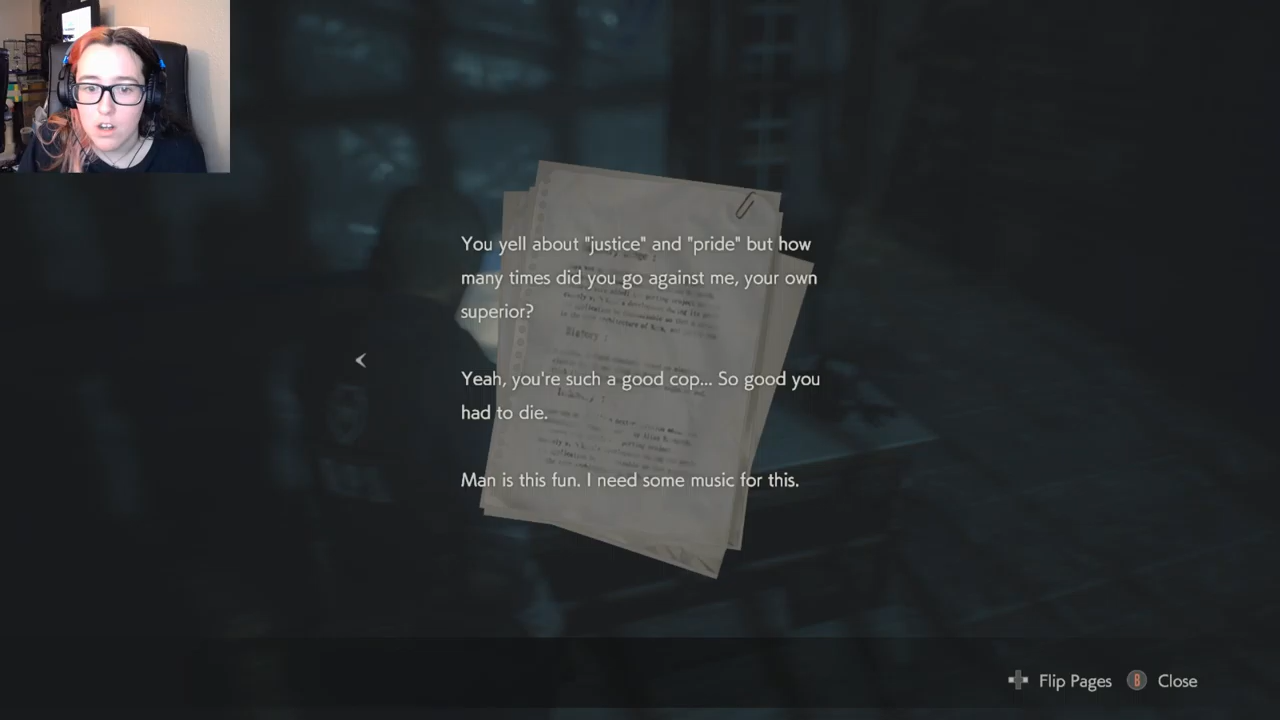 You yell about "justice" and "pride" but how
many times did you go against me, your own
superior?
Yeah, you're such a good cop... So good you
had to die.
Man is this fun. I need some music for this.
Flip Pages B Close